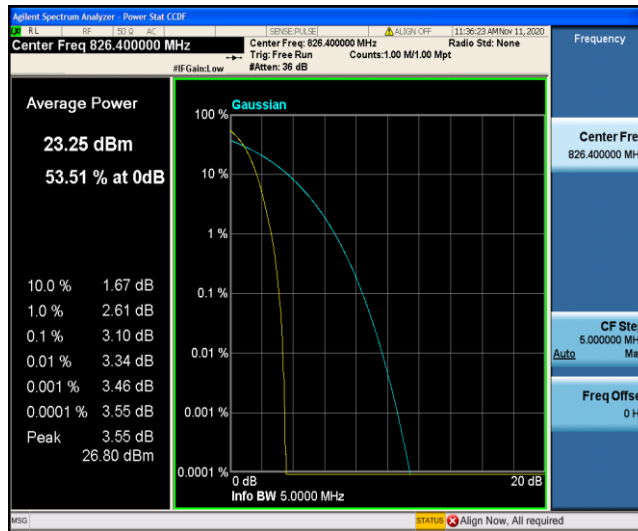 Agilent Spectrum Analyzer - Power Stat CCDF
RL RF 50 Ω AC SENSE:PULSE ALIGN OFF 11:36:23 AM Nov 11, 2020
Center Freq 826.400000 MHz
Center Freq: 826.400000 MHz Radio Std: None
Trig: Free Run Counts:1.00 M/1.00 Mpt
#IFGain:Low #Atten: 36 dB
Frequency
Average Power
23.25 dBm
53.51 % at 0dB
10.0 % 1.67 dB
1.0 % 2.61 dB
0.1 % 3.10 dB
0.01 % 3.34 dB
0.001 % 3.46 dB
0.0001 % 3.55 dB
Peak 3.55 dB
26.80 dBm
Gaussian
100 %
10 %
1 %
0.1 %
0.01 %
0.001 %
0.0001 %
0 dB 20 dB
Info BW 5.0000 MHz
Center Fre
826.400000 MH
CF Ste
5.000000 MH
Auto Ma
Freq Offse
0 H
MSG STATUS Align Now, All required